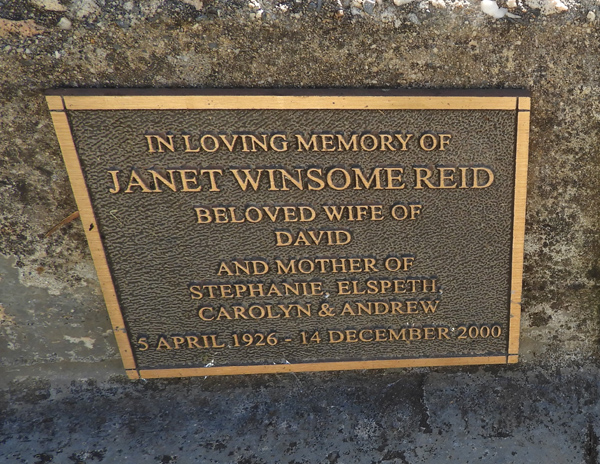 IN LOVING MEMORY OF
JANET WINSOME REID
BELOVED WIFE OF
DAVID
AND MOTHER OF
STEPHANIE, ELSPETH,
CAROLYN & ANDREW
5 APRIL 1926 - 14 DECEMBER 2000